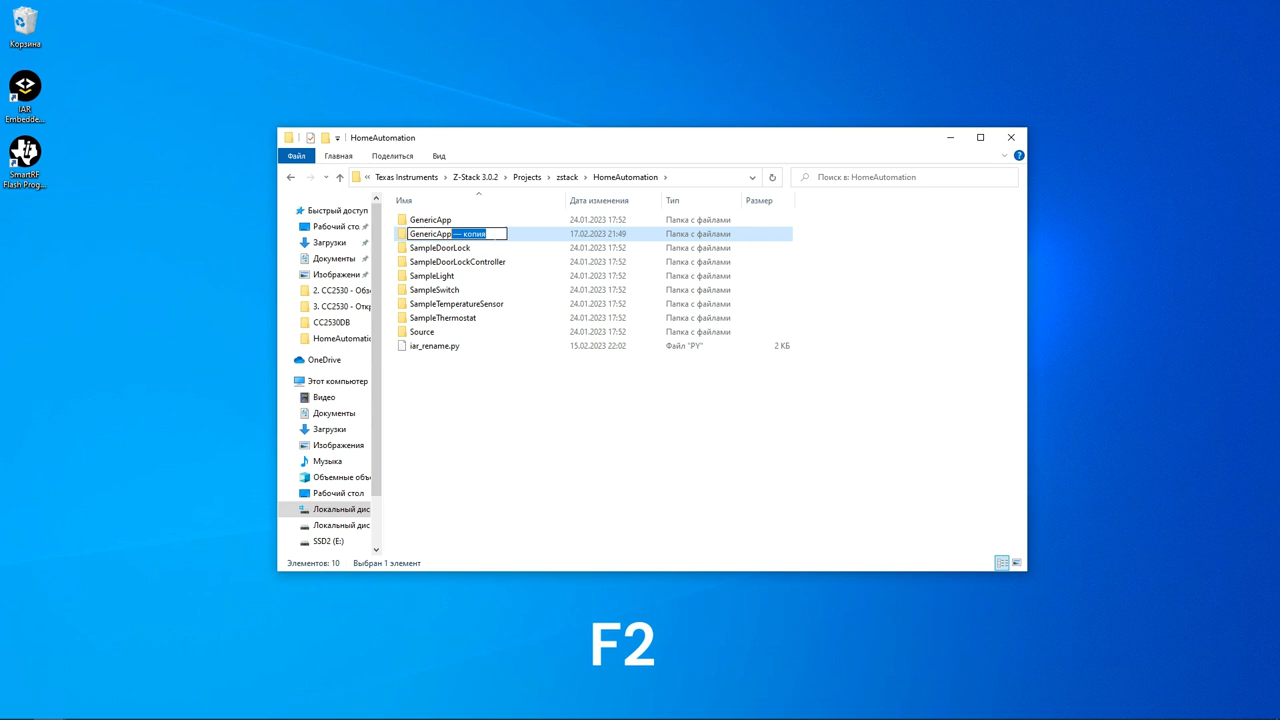 Корзина
IAR
Embedde...
SmartRF
Flash Prog...
HomeAutomation
Файл Главная Поделиться Вид
« Texas Instruments › Z-Stack 3.0.2 › Projects › zstack › HomeAutomation ›
Поиск в: HomeAutomation
Имя Дата изменения Тип Размер
Быстрый доступ
Рабочий сто.
Загрузки
Документы
Изображени
2. CC2530 - Обз
3. CC2530 - Откр
CC2530DB
HomeAutomatic
OneDrive
Этот компьютер
Видео
Документы
Загрузки
Изображения
Музыка
Объемные объ
Рабочий стол
Локальный дис
Локальный дис
SSD2 (E:)
GenericApp 24.01.2023 17:52 Папка с файлами
GenericApp — копия 17.02.2023 21:49 Папка с файлами
SampleDoorLock 24.01.2023 17:52 Папка с файлами
SampleDoorLockController 24.01.2023 17:52 Папка с файлами
SampleLight 24.01.2023 17:52 Папка с файлами
SampleSwitch 24.01.2023 17:52 Папка с файлами
SampleTemperatureSensor 24.01.2023 17:52 Папка с файлами
SampleThermostat 24.01.2023 17:52 Папка с файлами
Source 24.01.2023 17:52 Папка с файлами
iar_rename.py 15.02.2023 22:02 Файл "PY" 2 КБ
Элементов: 10 Выбран 1 элемент
F2